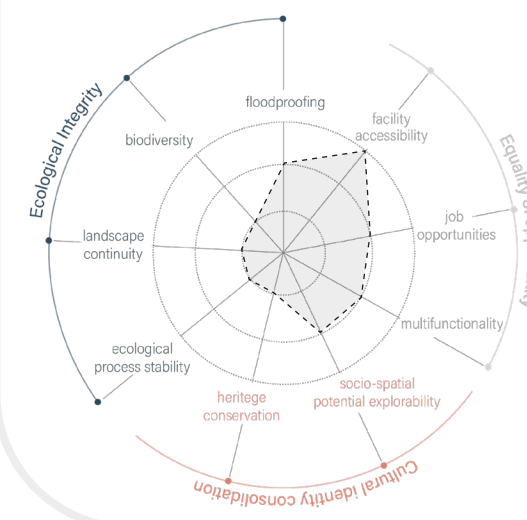 floodproofing
facility
accessibility
job
opportunities
multifunctionality
socio-spatial
potential explorability
heritege
conservation
ecological
process stability
landscape
continuity
biodiversity
Ecological Integrity
Equality
Cultural identity consolidation